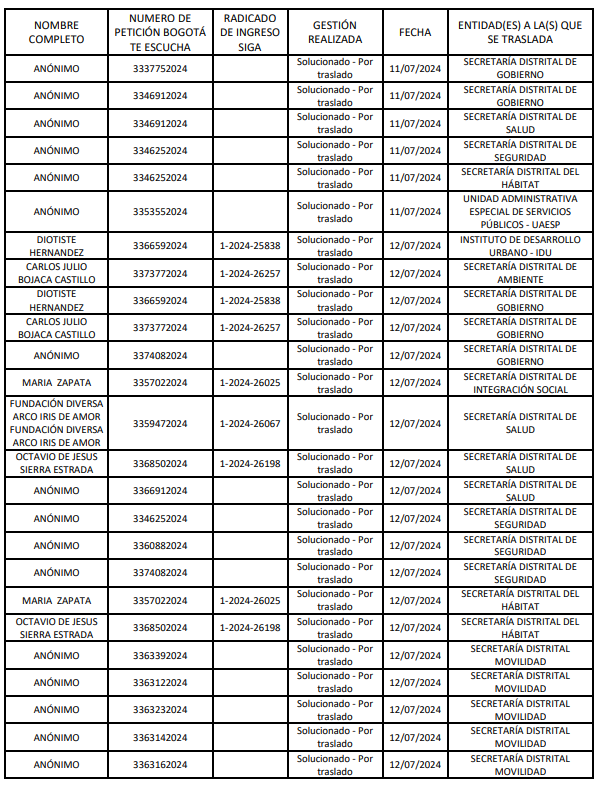 NOMBRE COMPLETO | NUMERO DE PETICIÓN BOGOTÁ TE ESCUCHA | RADICADO DE INGRESO SIGA | GESTIÓN REALIZADA | FECHA | ENTIDAD(ES) A LA(S) QUE SE TRASLADA
ANÓNIMO | 3337752024 | | Solucionado - Por traslado | 11/07/2024 | SECRETARÍA DISTRITAL DE GOBIERNO
ANÓNIMO | 3346912024 | | Solucionado - Por traslado | 11/07/2024 | SECRETARÍA DISTRITAL DE GOBIERNO
ANÓNIMO | 3346912024 | | Solucionado - Por traslado | 11/07/2024 | SECRETARÍA DISTRITAL DE SALUD
ANÓNIMO | 3346252024 | | Solucionado - Por traslado | 11/07/2024 | SECRETARÍA DISTRITAL DE SEGURIDAD
ANÓNIMO | 3346252024 | | Solucionado - Por traslado | 11/07/2024 | SECRETARÍA DISTRITAL DEL HÁBITAT
ANÓNIMO | 3353552024 | | Solucionado - Por traslado | 11/07/2024 | UNIDAD ADMINISTRATIVA ESPECIAL DE SERVICIOS PÚBLICOS - UAESP
DIOTISTE HERNANDEZ | 3366592024 | 1-2024-25838 | Solucionado - Por traslado | 12/07/2024 | INSTITUTO DE DESARROLLO URBANO - IDU
CARLOS JULIO BOJACA CASTILLO | 3373772024 | 1-2024-26257 | Solucionado - Por traslado | 12/07/2024 | SECRETARÍA DISTRITAL DE AMBIENTE
DIOTISTE HERNANDEZ | 3366592024 | 1-2024-25838 | Solucionado - Por traslado | 12/07/2024 | SECRETARÍA DISTRITAL DE GOBIERNO
CARLOS JULIO BOJACA CASTILLO | 3373772024 | 1-2024-26257 | Solucionado - Por traslado | 12/07/2024 | SECRETARÍA DISTRITAL DE GOBIERNO
ANÓNIMO | 3374082024 | | Solucionado - Por traslado | 12/07/2024 | SECRETARÍA DISTRITAL DE GOBIERNO
MARIA ZAPATA | 3357022024 | 1-2024-26025 | Solucionado - Por traslado | 12/07/2024 | SECRETARÍA DISTRITAL DE INTEGRACIÓN SOCIAL
FUNDACIÓN DIVERSA ARCO IRIS DE AMOR FUNDACIÓN DIVERSA ARCO IRIS DE AMOR | 3359472024 | 1-2024-26067 | Solucionado - Por traslado | 12/07/2024 | SECRETARÍA DISTRITAL DE SALUD
OCTAVIO DE JESUS SIERRA ESTRADA | 3368502024 | 1-2024-26198 | Solucionado - Por traslado | 12/07/2024 | SECRETARÍA DISTRITAL DE SALUD
ANÓNIMO | 3366912024 | | Solucionado - Por traslado | 12/07/2024 | SECRETARÍA DISTRITAL DE SALUD
ANÓNIMO | 3346252024 | | Solucionado - Por traslado | 12/07/2024 | SECRETARÍA DISTRITAL DE SEGURIDAD
ANÓNIMO | 3360882024 | | Solucionado - Por traslado | 12/07/2024 | SECRETARÍA DISTRITAL DE SEGURIDAD
ANÓNIMO | 3374082024 | | Solucionado - Por traslado | 12/07/2024 | SECRETARÍA DISTRITAL DE SEGURIDAD
MARIA ZAPATA | 3357022024 | 1-2024-26025 | Solucionado - Por traslado | 12/07/2024 | SECRETARÍA DISTRITAL DEL HÁBITAT
OCTAVIO DE JESUS SIERRA ESTRADA | 3368502024 | 1-2024-26198 | Solucionado - Por traslado | 12/07/2024 | SECRETARÍA DISTRITAL DEL HÁBITAT
ANÓNIMO | 3363392024 | | Solucionado - Por traslado | 12/07/2024 | SECRETARÍA DISTRITAL MOVILIDAD
ANÓNIMO | 3363122024 | | Solucionado - Por traslado | 12/07/2024 | SECRETARÍA DISTRITAL MOVILIDAD
ANÓNIMO | 3363232024 | | Solucionado - Por traslado | 12/07/2024 | SECRETARÍA DISTRITAL MOVILIDAD
ANÓNIMO | 3363142024 | | Solucionado - Por traslado | 12/07/2024 | SECRETARÍA DISTRITAL MOVILIDAD
ANÓNIMO | 3363162024 | | Solucionado - Por traslado | 12/07/2024 | SECRETARÍA DISTRITAL MOVILIDAD